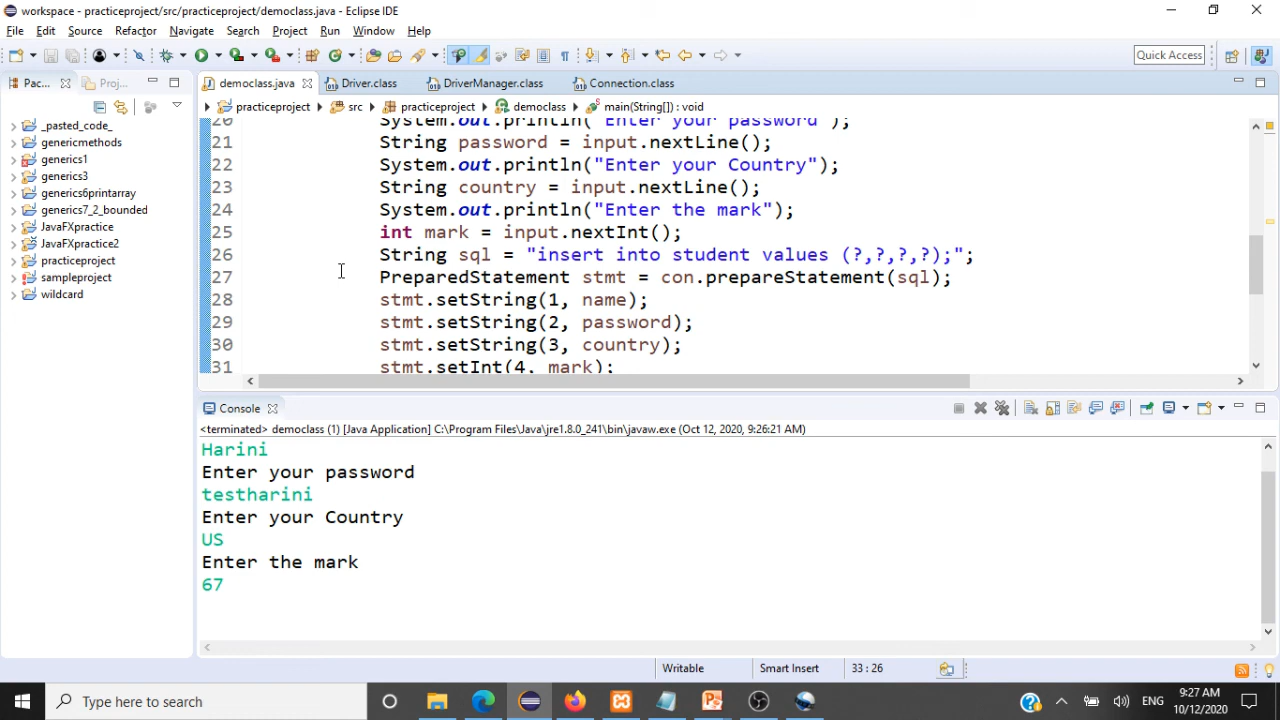 workspace - practiceproject/src/practiceproject/democlass.java - Eclipse IDE
File Edit Source Refactor Navigate Search Project Run Window Help
Quick Access
Pac... Proj...
democlass.java Driver.class DriverManager.class Connection.class
practiceproject src practiceproject democlass main(String[]) : void
_pasted_code_
genericmethods
generics1
generics3
generics6printarray
generics7_2_bounded
JavaFXpractice
JavaFXpractice2
practiceproject
sampleproject
wildcard
20 System.out.println("Enter your password");
21 String password = input.nextLine();
22 System.out.println("Enter your Country");
23 String country = input.nextLine();
24 System.out.println("Enter the mark");
25 int mark = input.nextInt();
26 String sql = "insert into student values (?,?,?,?);";
27 PreparedStatement stmt = con.prepareStatement(sql);
28 stmt.setString(1, name);
29 stmt.setString(2, password);
30 stmt.setString(3, country);
31 stmt.setInt(4, mark);
Console
<terminated> democlass (1) [Java Application] C:\Program Files\Java\jre1.8.0_241\bin\javaw.exe (Oct 12, 2020, 9:26:21 AM)
Harini
Enter your password
testharini
Enter your Country
US
Enter the mark
67
Writable Smart Insert 33 : 26
Type here to search
ENG
9:27 AM
10/12/2020